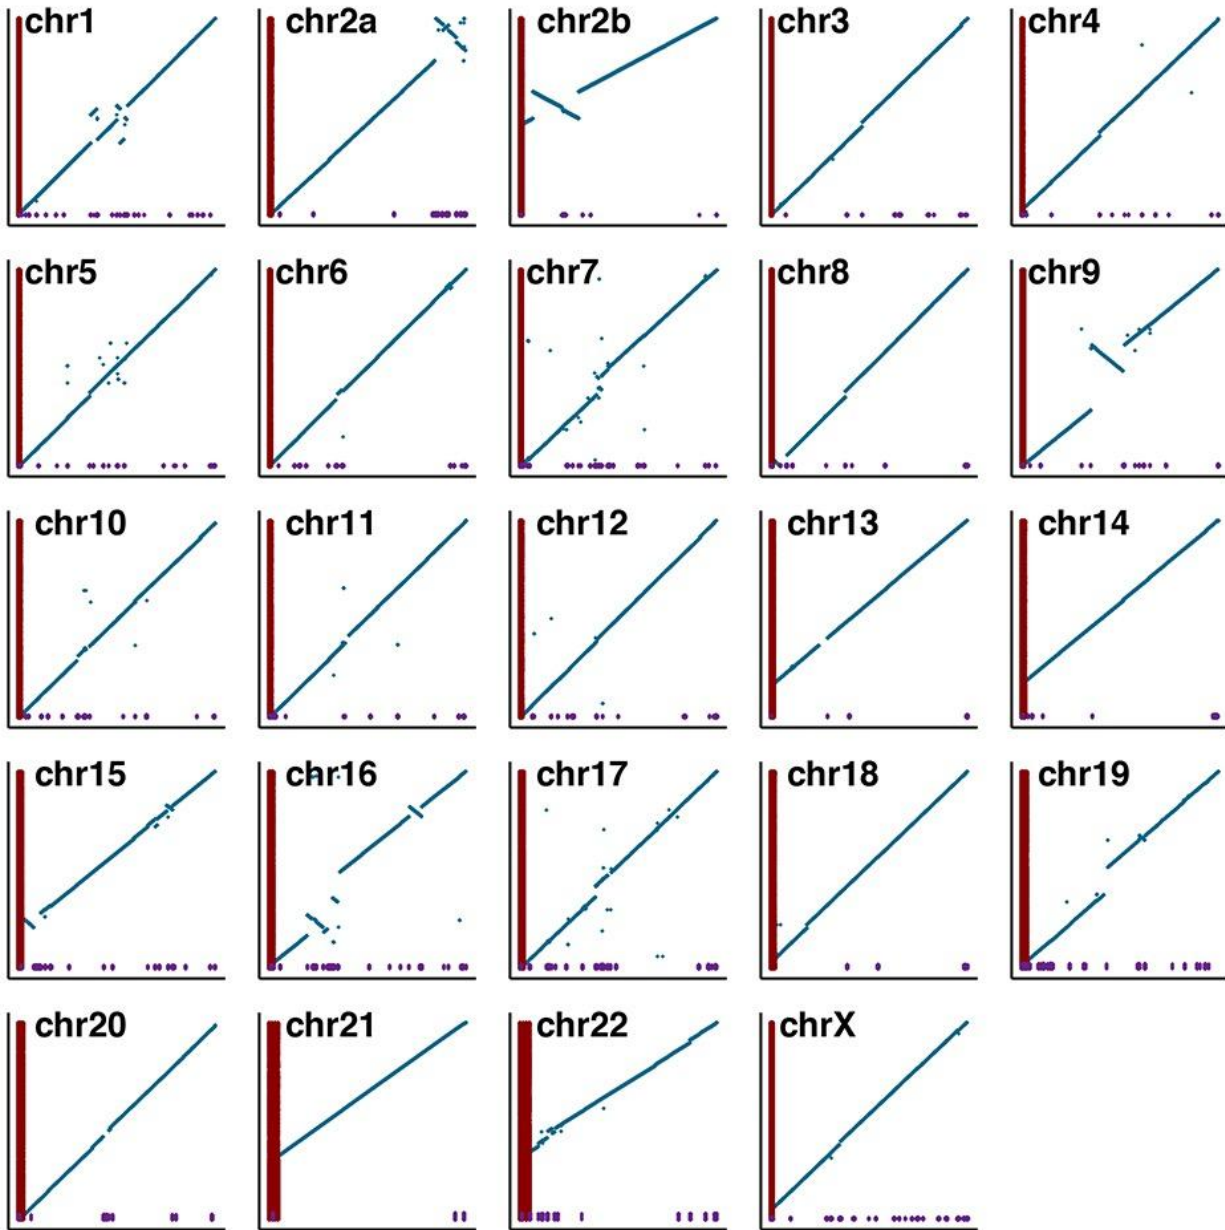 chr1 chr2a chr2b chr3 chr4
chr5 chr6 chr7 chr8 chr9
chr10 chr11 chr12 chr13 chr14
chr15 chr16 chr17 chr18 chr19
chr20 chr21 chr22 chrX